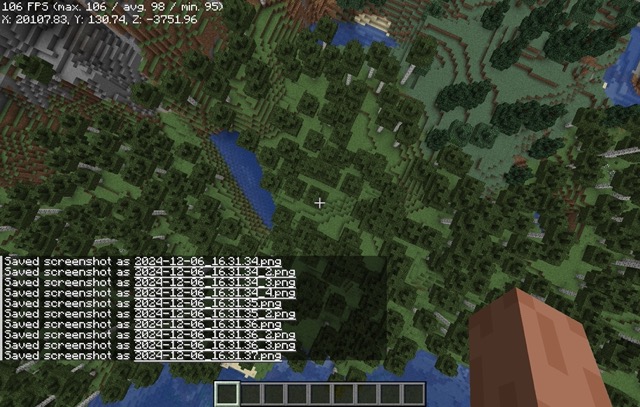 106 FPS (max. 106 / avg. 98 / min. 95)
X: 20107.83, Y: 130.74, Z: -3751.96
Saved screenshot as 2024-12-06_16.31.34.png
Saved screenshot as 2024-12-06_16.31.34_2.png
Saved screenshot as 2024-12-06_16.31.34_3.png
Saved screenshot as 2024-12-06_16.31.34_4.png
Saved screenshot as 2024-12-06_16.31.35.png
Saved screenshot as 2024-12-06_16.31.35_2.png
Saved screenshot as 2024-12-06_16.31.36.png
Saved screenshot as 2024-12-06_16.31.36_2.png
Saved screenshot as 2024-12-06_16.31.36_3.png
Saved screenshot as 2024-12-06_16.31.37.png